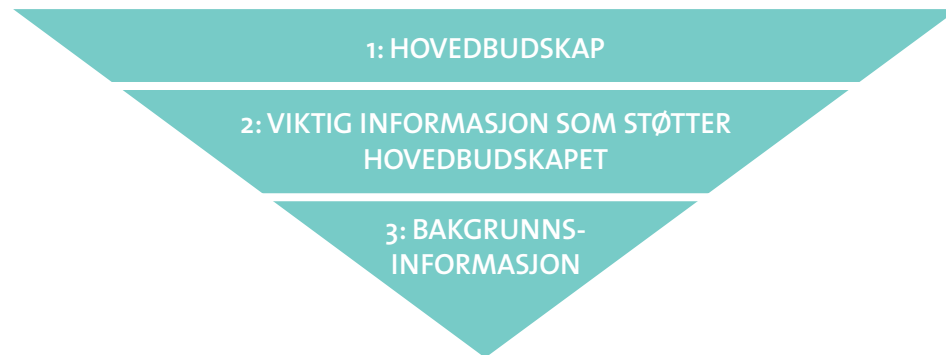 1: HOVEDBUDSKAP
2: VIKTIG INFORMASJON SOM STØTTER
HOVEDBUDSKAPET
3: BAKGRUNNS-
INFORMASJON